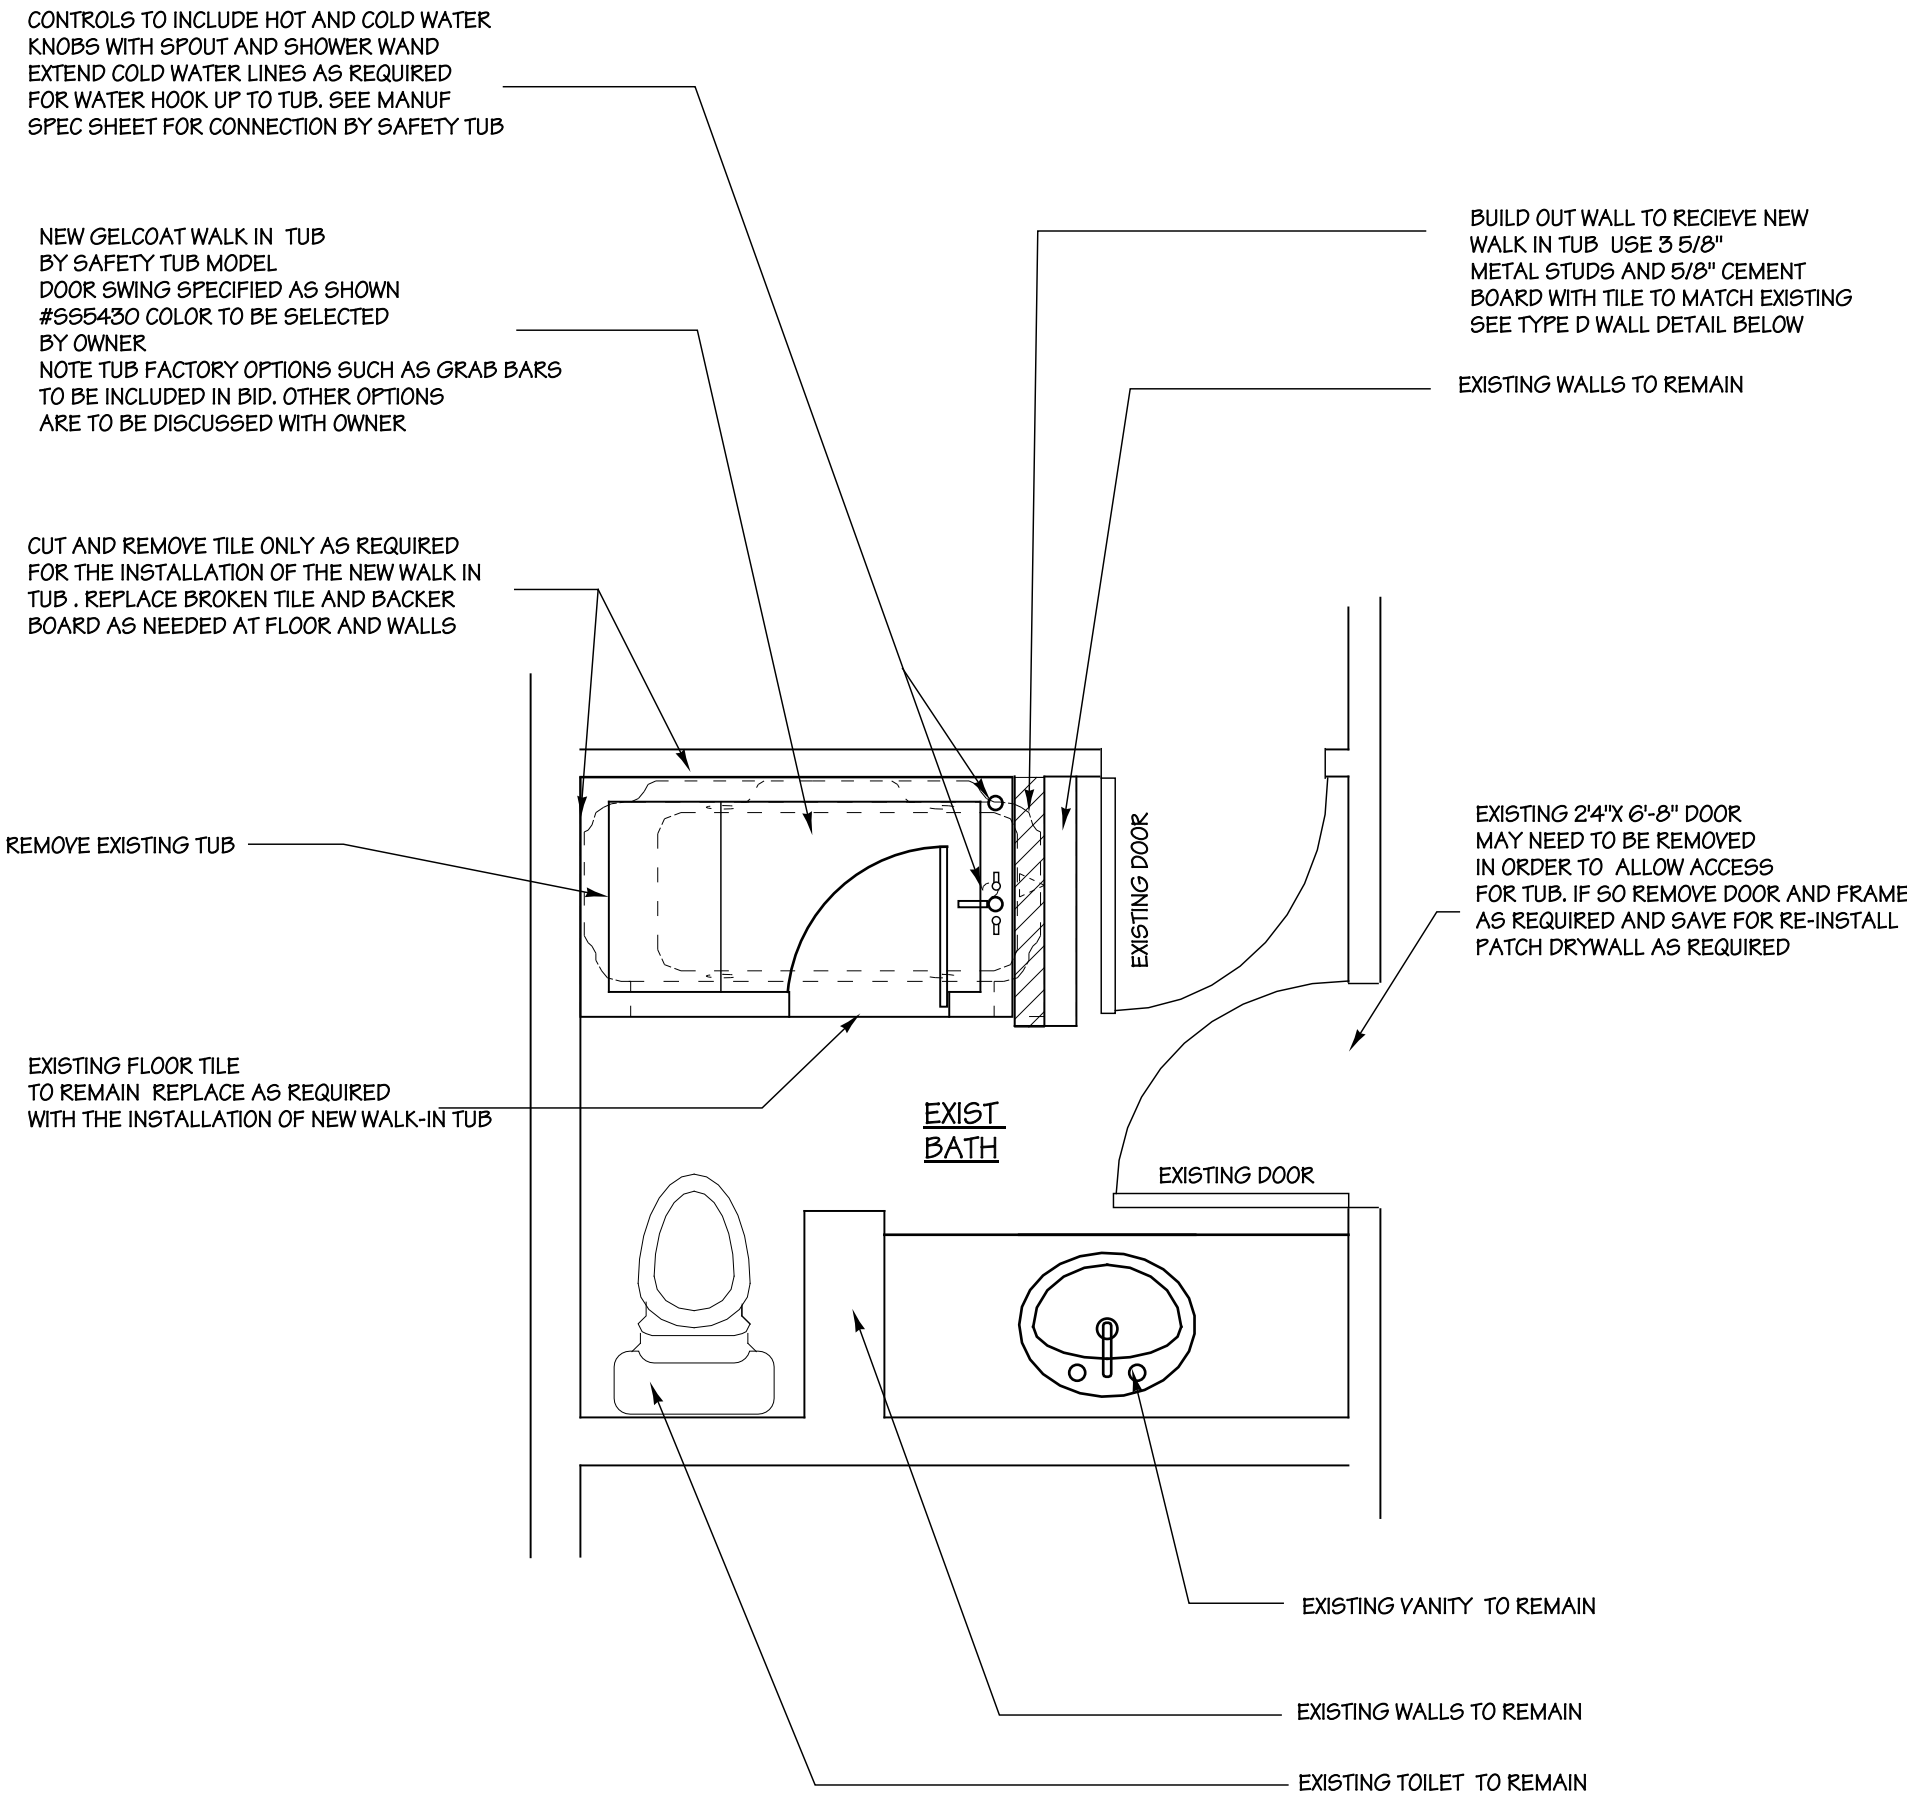 CONTROLS TO INCLUDE HOT AND COLD WATER
KNOBS WITH SPOUT AND SHOWER WAND
EXTEND COLD WATER LINES AS REQUIRED
FOR WATER HOOK UP TO TUB. SEE MANUF
SPEC SHEET FOR CONNECTION BY SAFETY TUB
NEW GELCOAT WALK IN TUB
BY SAFETY TUB MODEL
DOOR SWING SPECIFIED AS SHOWN
#SS5430 COLOR TO BE SELECTED
BY OWNER
NOTE TUB FACTORY OPTIONS SUCH AS GRAB BARS
TO BE INCLUDED IN BID. OTHER OPTIONS
ARE TO BE DISCUSSED WITH OWNER
BUILD OUT WALL TO RECIEVE NEW
WALK IN TUB USE 3 5/8"
METAL STUDS AND 5/8" CEMENT
BOARD WITH TILE TO MATCH EXISTING
SEE TYPE D WALL DETAIL BELOW
EXISTING WALLS TO REMAIN
CUT AND REMOVE TILE ONLY AS REQUIRED
FOR THE INSTALLATION OF THE NEW WALK IN
TUB . REPLACE BROKEN TILE AND BACKER
BOARD AS NEEDED AT FLOOR AND WALLS
REMOVE EXISTING TUB
EXISTING DOOR
EXISTING 2'4"X 6'-8" DOOR
MAY NEED TO BE REMOVED
IN ORDER TO ALLOW ACCESS
FOR TUB. IF SO REMOVE DOOR AND FRAME
AS REQUIRED AND SAVE FOR RE-INSTALL
PATCH DRYWALL AS REQUIRED
EXISTING FLOOR TILE
TO REMAIN REPLACE AS REQUIRED
WITH THE INSTALLATION OF NEW WALK-IN TUB
EXIST
BATH
EXISTING DOOR
EXISTING VANITY TO REMAIN
EXISTING WALLS TO REMAIN
EXISTING TOILET TO REMAIN